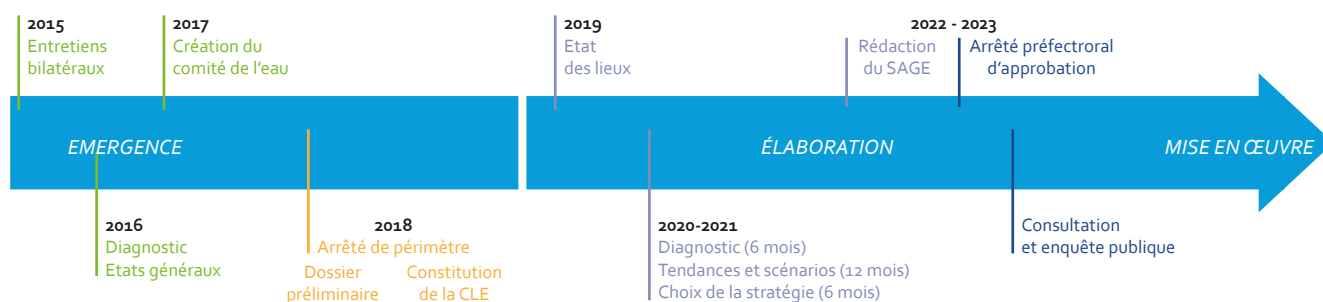 2015
Entretiens
bilatéraux
2017
Création du
comité de l'eau
2019
Etat
des lieux
2022 - 2023
Rédaction
du SAGE
Arrêté préfectroral
d'approbation
EMERGENCE
ÉLABORATION
MISE EN ŒUVRE
2016
Diagnostic
Etats généraux
2018
Arrêté de périmètre
Dossier
préliminaire
Constitution
de la CLE
2020-2021
Diagnostic (6 mois)
Tendances et scénarios (12 mois)
Choix de la stratégie (6 mois)
Consultation
et enquête publique